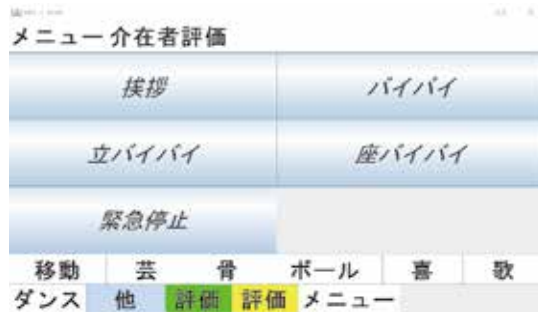 メニュー 介在者評価
挨拶 バイバイ
立バイバイ 座バイバイ
緊急停止
移動 芸 骨 ボール 喜 歌
ダンス 他 評価 評価 メニュー